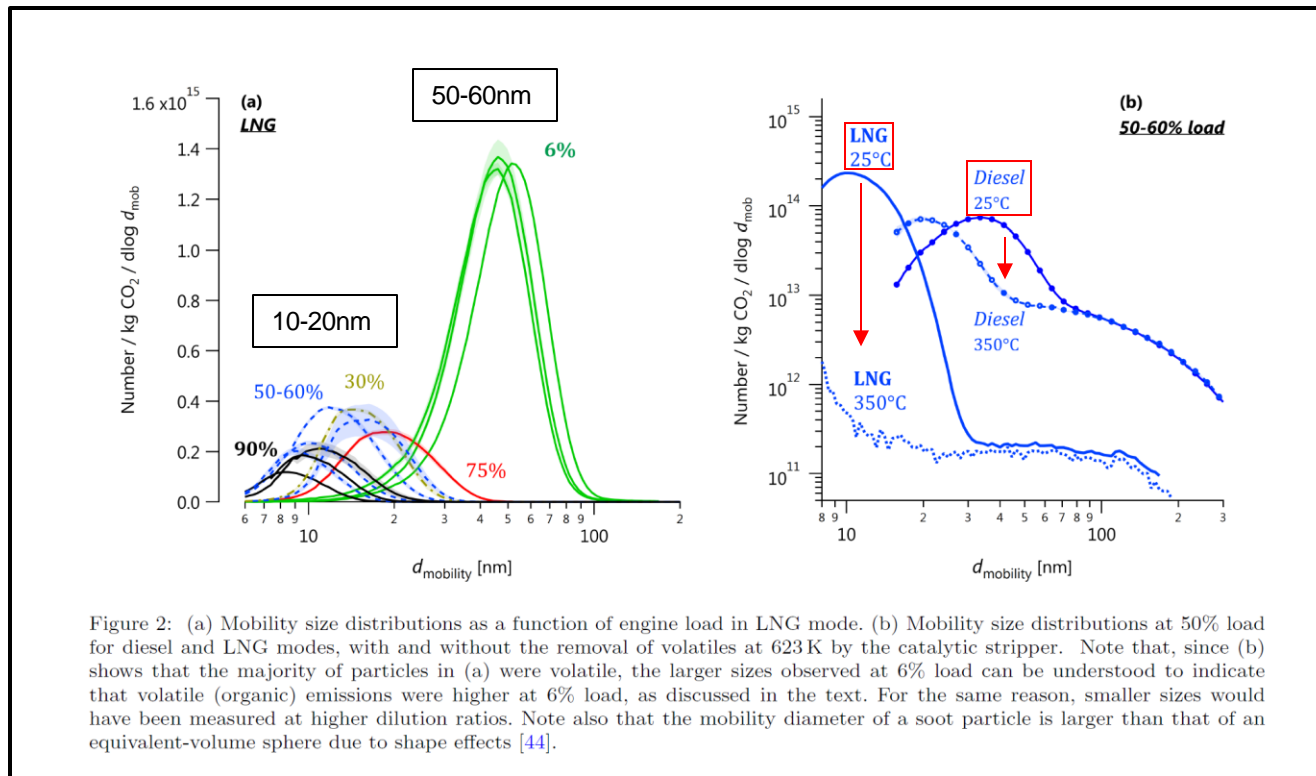 (a)
LNG
50-60nm
10-20nm
6%
50-60%
30%
90%
75%
1.6 x10^15
1.4
1.2
1.0
0.8
0.6
0.4
0.2
0.0
Number / kg CO₂ / dlog d_mob
6 7 8 9 10 2 3 4 5 6 7 8 9 100 2
d_mobility [nm]
(b)
50-60% load
LNG
25°C
Diesel
25°C
Diesel
350°C
LNG
350°C
10^15
10^14
10^13
10^12
10^11
Number / kg CO₂ / dlog d_mob
8 9 10 2 3 4 5 6 7 8 9 100 2 3
d_mobility [nm]
Figure 2: (a) Mobility size distributions as a function of engine load in LNG mode. (b) Mobility size distributions at 50% load
for diesel and LNG modes, with and without the removal of volatiles at 623 K by the catalytic stripper. Note that, since (b)
shows that the majority of particles in (a) were volatile, the larger sizes observed at 6% load can be understood to indicate
that volatile (organic) emissions were higher at 6% load, as discussed in the text. For the same reason, smaller sizes would
have been measured at higher dilution ratios. Note also that the mobility diameter of a soot particle is larger than that of an
equivalent-volume sphere due to shape effects [44].